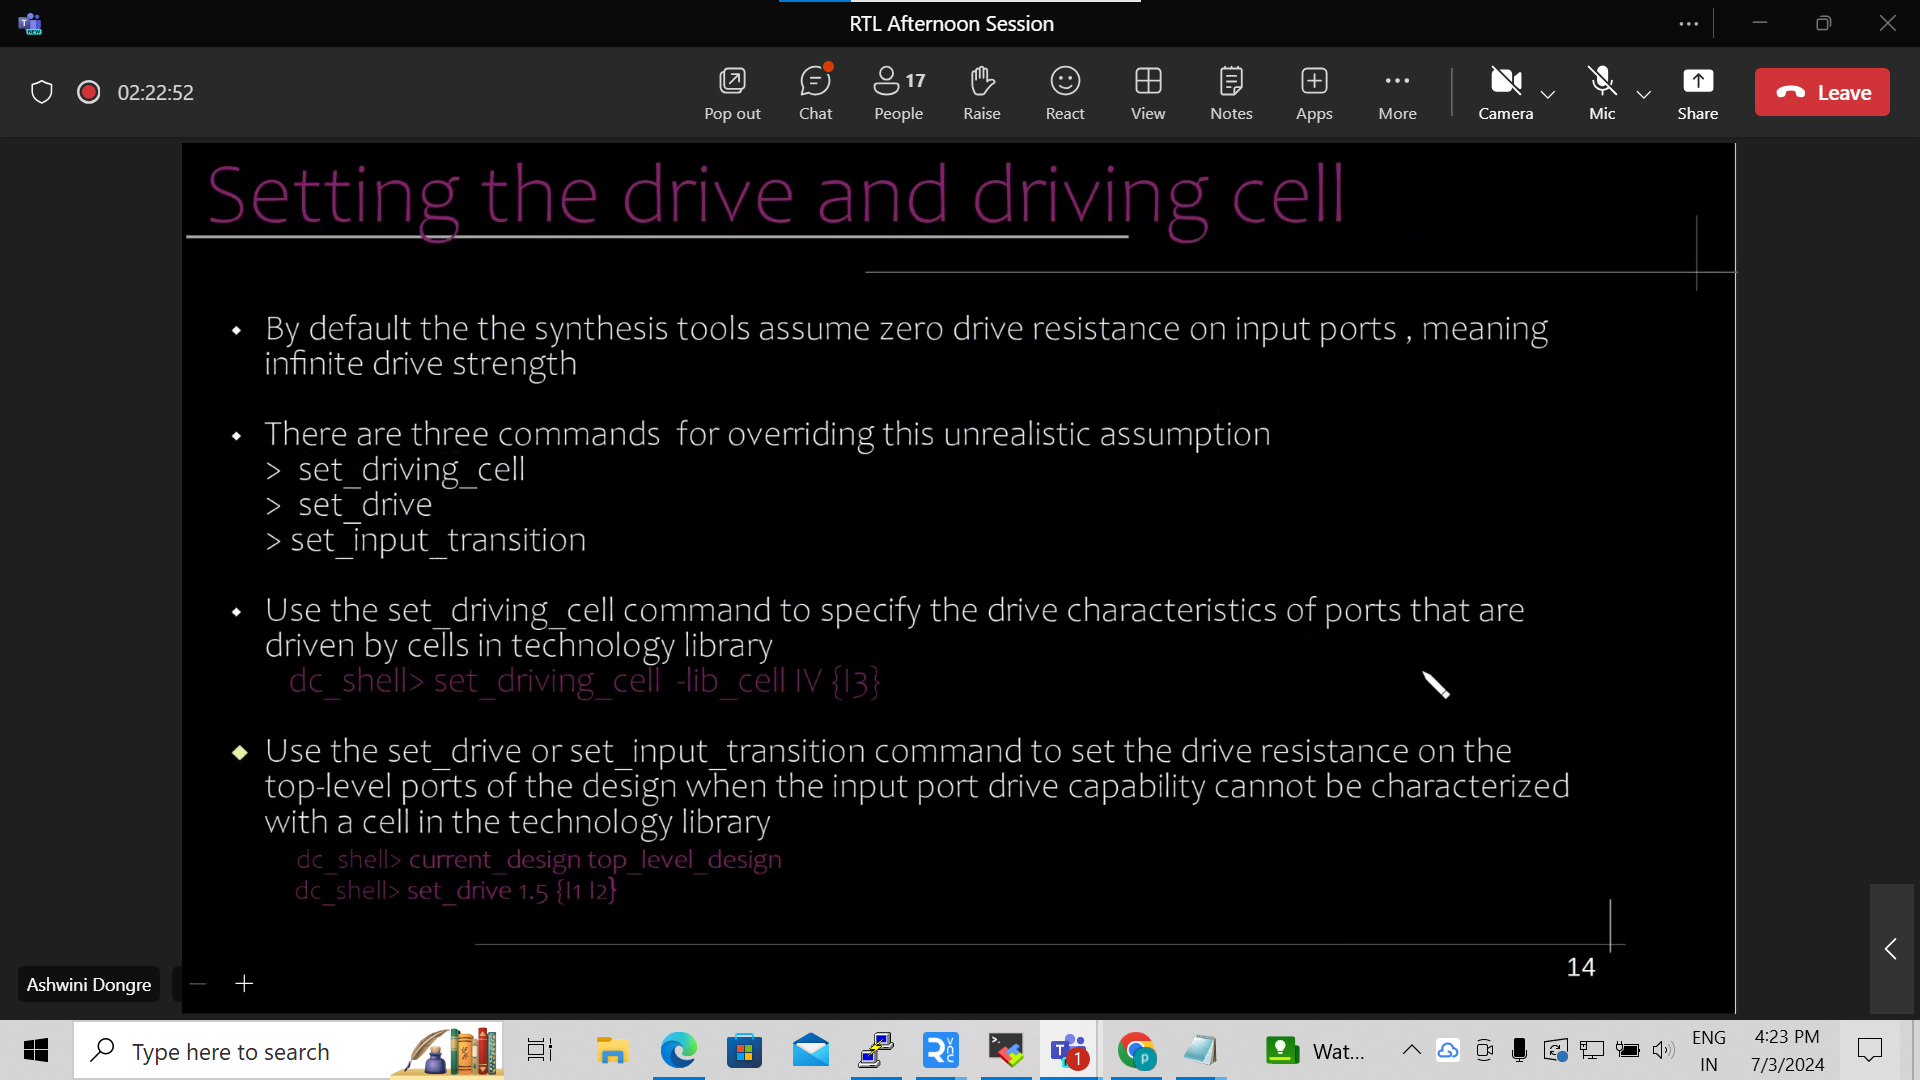 RTL Afternoon Session
NEW
02:22:52
Pop out
Chat
17
People
Raise
React
View
Notes
Apps
More
Camera
Mic
Share
Leave
Setting the drive and driving cell
By default the the synthesis tools assume zero drive resistance on input ports , meaning
infinite drive strength
There are three commands for overriding this unrealistic assumption
> set_driving_cell
> set_drive
> set_input_transition
Use the set_driving_cell command to specify the drive characteristics of ports that are
driven by cells in technology library
dc_shell> set_driving_cell -lib_cell IV {I3}
Use the set_drive or set_input_transition command to set the drive resistance on the
top-level ports of the design when the input port drive capability cannot be characterized
with a cell in the technology library
dc_shell> current_design top_level_design
dc_shell> set_drive 1.5 {I1 I2}
14
Ashwini Dongre
Type here to search
1
Wat...
ENG
IN
4:23 PM
7/3/2024